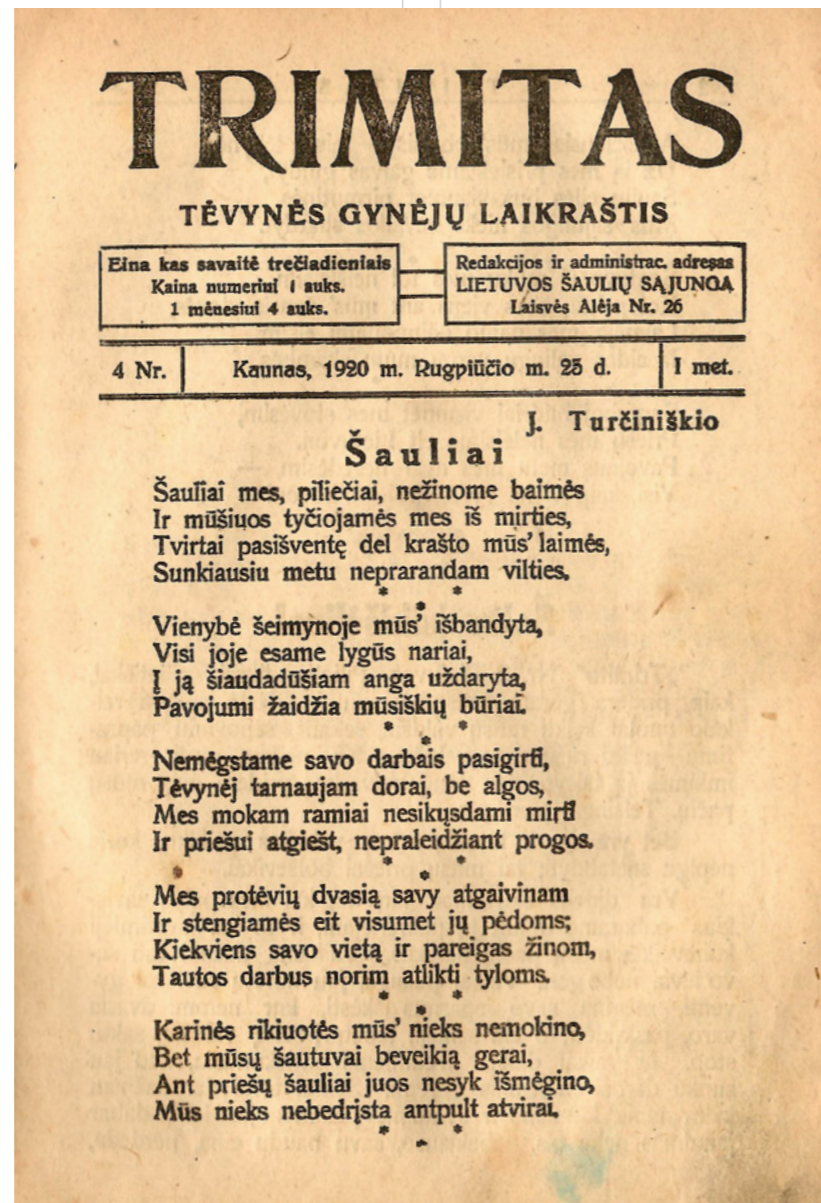 TRIMITAS
TĖVYNĖS GYNĖJŲ LAIKRAŠTIS
Eina kas savaitė trečiadieniais
Kaina numeriui 1 auks.
1 mėnesiui 4 auks.
Redakcijos ir administrac. adresas
LIETUVOS ŠAULIŲ SĄJUNGA
Laisvės Alėja Nr. 26
4 Nr.
Kaunas, 1920 m. Rugpiūčio m. 25 d.
I met.
J. Turčiniškio
Šauliai
Šauliai mes, piliečiai, nežinome baimės
Ir mūšiuos tyčiojamės mes iš mirties,
Tvirtai pasišventę del krašto mūs' laimės,
Sunkiausiu metu neprarandam vilties.
* * *
Vienybė šeimynoje mūs' išbandyta,
Visi joje esame lygūs nariai,
Į ją šiaudadūšiam anga uždaryta,
Pavojumi žaidžia mūsiškių būriai.
* * *
Nemėgstame savo darbais pasigirti,
Tėvynėj tarnaujam dorai, be algos,
Mes mokam ramiai nesikųsdami mirti
Ir priešui atgiešt, nepraleidžiant progos.
* * *
Mes protėvių dvasią savy atgaivinam
Ir stengiamės eit visumet jų pėdoms;
Kiekviens savo vietą ir pareigas žinom,
Tautos darbus norim atlikti tyloms.
* * *
Karinės rikiuotės mūs' nieks nemokino,
Bet mūsų šautuvai beveikią gerai,
Ant priešų šauliai juos nesyk išmėgino,
Mūs nieks nebedrįsta antpult atvirai.
* * *